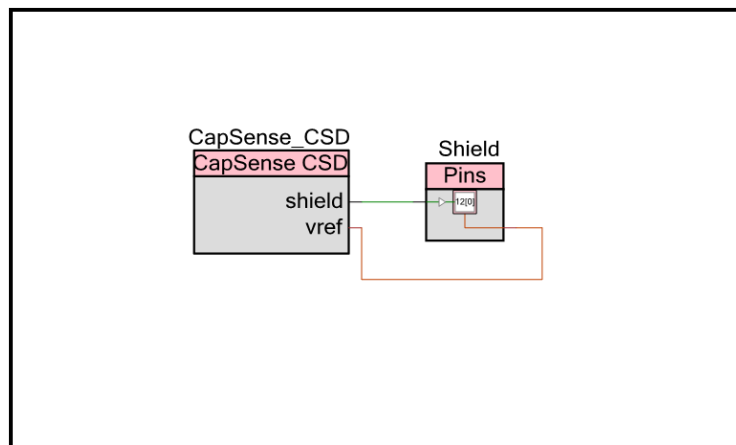 CapSense_CSD
CapSense CSD
shield
vref
Shield
Pins
12[0]